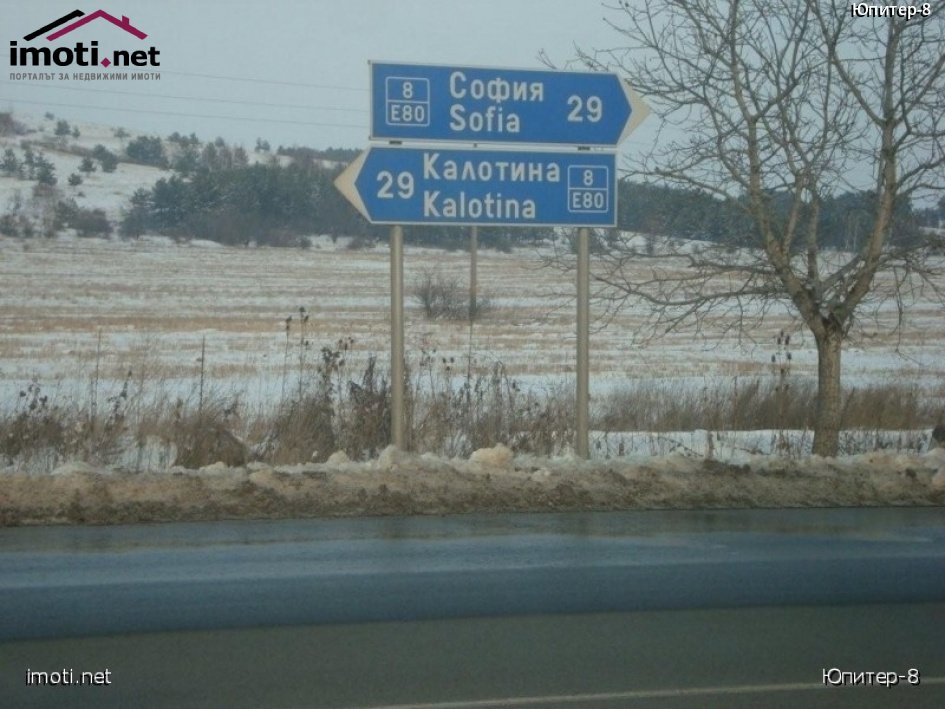 imoti.net
ПОРТАЛЪТ ЗА НЕДВИЖИМИ ИМОТИ
Юпитер-8
8
E80
София
Sofia
29
29
Калотина
Kalotina
8
E80
imoti.net
Юпитер-8